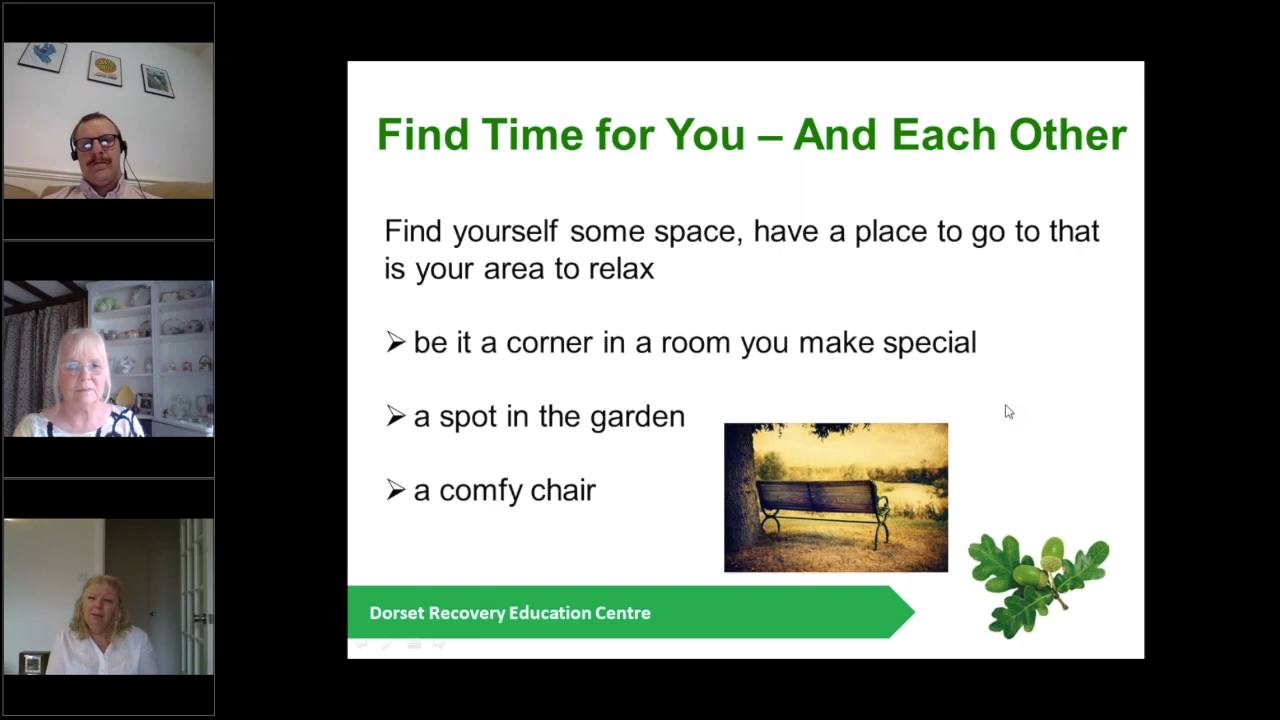 Find Time for You – And Each Other
Find yourself some space, have a place to go to that
is your area to relax
➢ be it a corner in a room you make special
➢ a spot in the garden
➢ a comfy chair
Dorset Recovery Education Centre